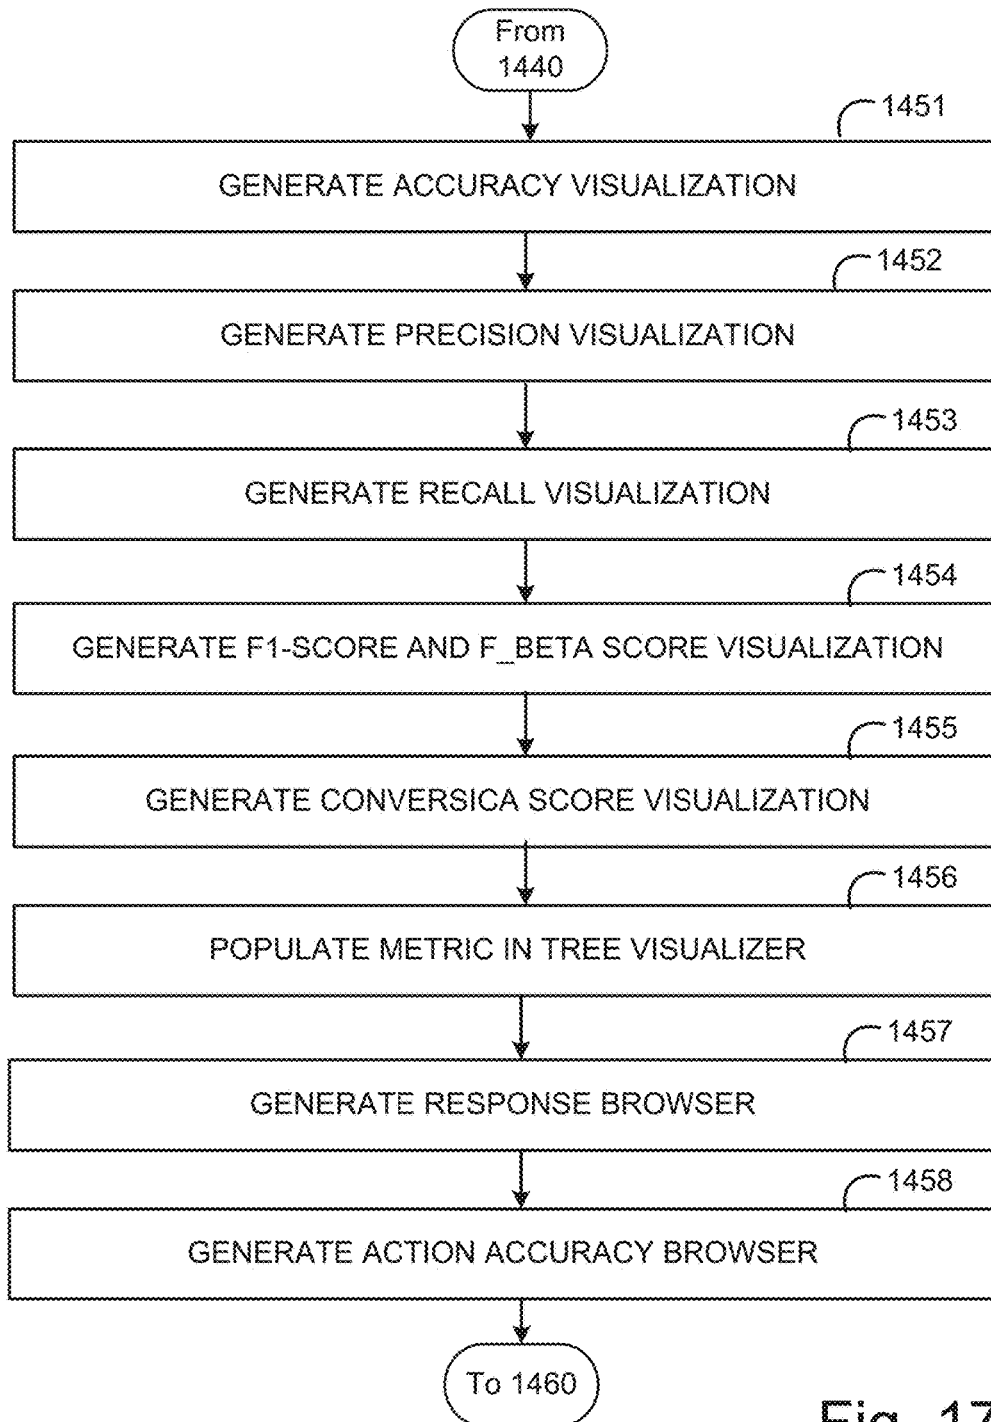 From
1440
1451
GENERATE ACCURACY VISUALIZATION
1452
GENERATE PRECISION VISUALIZATION
1453
GENERATE RECALL VISUALIZATION
1454
GENERATE F1-SCORE AND F_BETA SCORE VISUALIZATION
1455
GENERATE CONVERSICA SCORE VISUALIZATION
1456
POPULATE METRIC IN TREE VISUALIZER
1457
GENERATE RESPONSE BROWSER
1458
GENERATE ACTION ACCURACY BROWSER
To 1460
Fig. 17